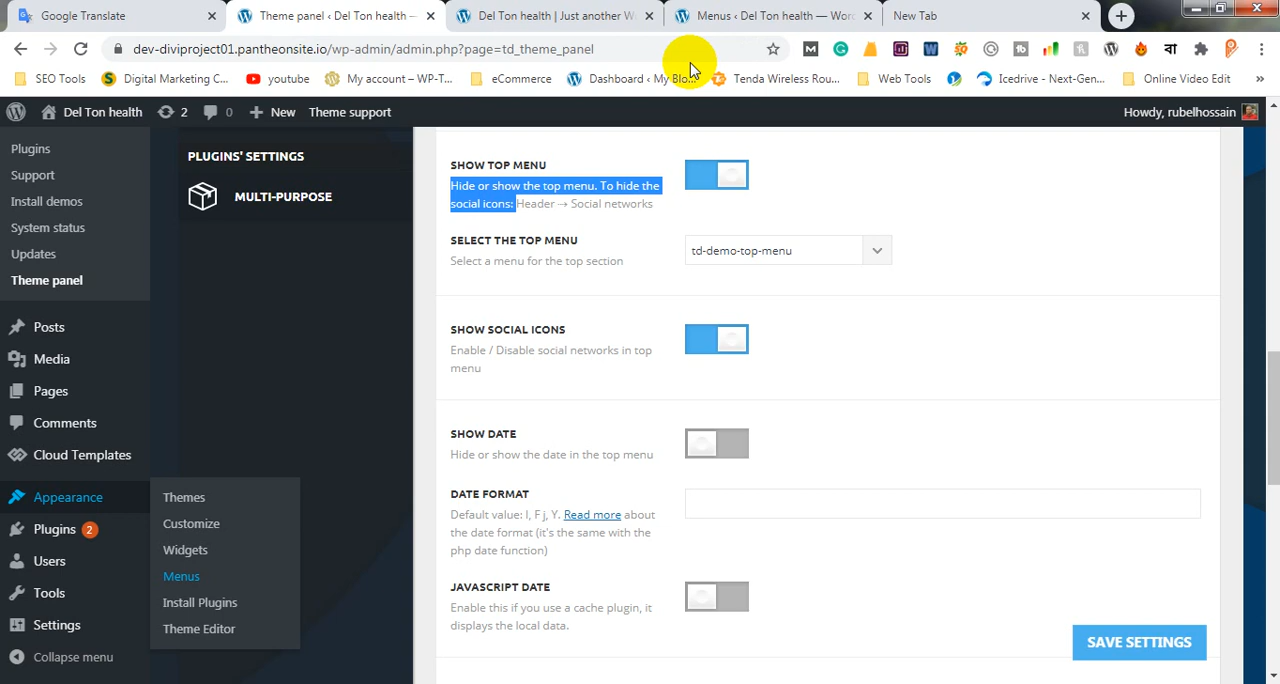 Google Translate
Theme panel ‹ Del Ton health —
Del Ton health | Just another W
Menus ‹ Del Ton health — Wor
New Tab
dev-diviproject01.pantheonsite.io/wp-admin/admin.php?page=td_theme_panel
SEO Tools
Digital Marketing C...
youtube
My account – WP-T...
eCommerce
Dashboard ‹ My Blo...
Tenda Wireless Rou...
Web Tools
Icedrive - Next-Gen...
Online Video Edit
»
Del Ton health
2
0
New
Theme support
Howdy, rubelhossain
Plugins
Support
Install demos
System status
Updates
Theme panel
Posts
Media
Pages
Comments
Cloud Templates
Appearance
Plugins 2
Users
Tools
Settings
Collapse menu
Themes
Customize
Widgets
Menus
Install Plugins
Theme Editor
PLUGINS' SETTINGS
MULTI-PURPOSE
SHOW TOP MENU
Hide or show the top menu. To hide the
social icons: Header → Social networks
SELECT THE TOP MENU
Select a menu for the top section
td-demo-top-menu
SHOW SOCIAL ICONS
Enable / Disable social networks in top
menu
SHOW DATE
Hide or show the date in the top menu
DATE FORMAT
Default value: l, F j, Y. Read more about
the date format (it's the same with the
php date function)
JAVASCRIPT DATE
Enable this if you use a cache plugin, it
displays the local data.
SAVE SETTINGS